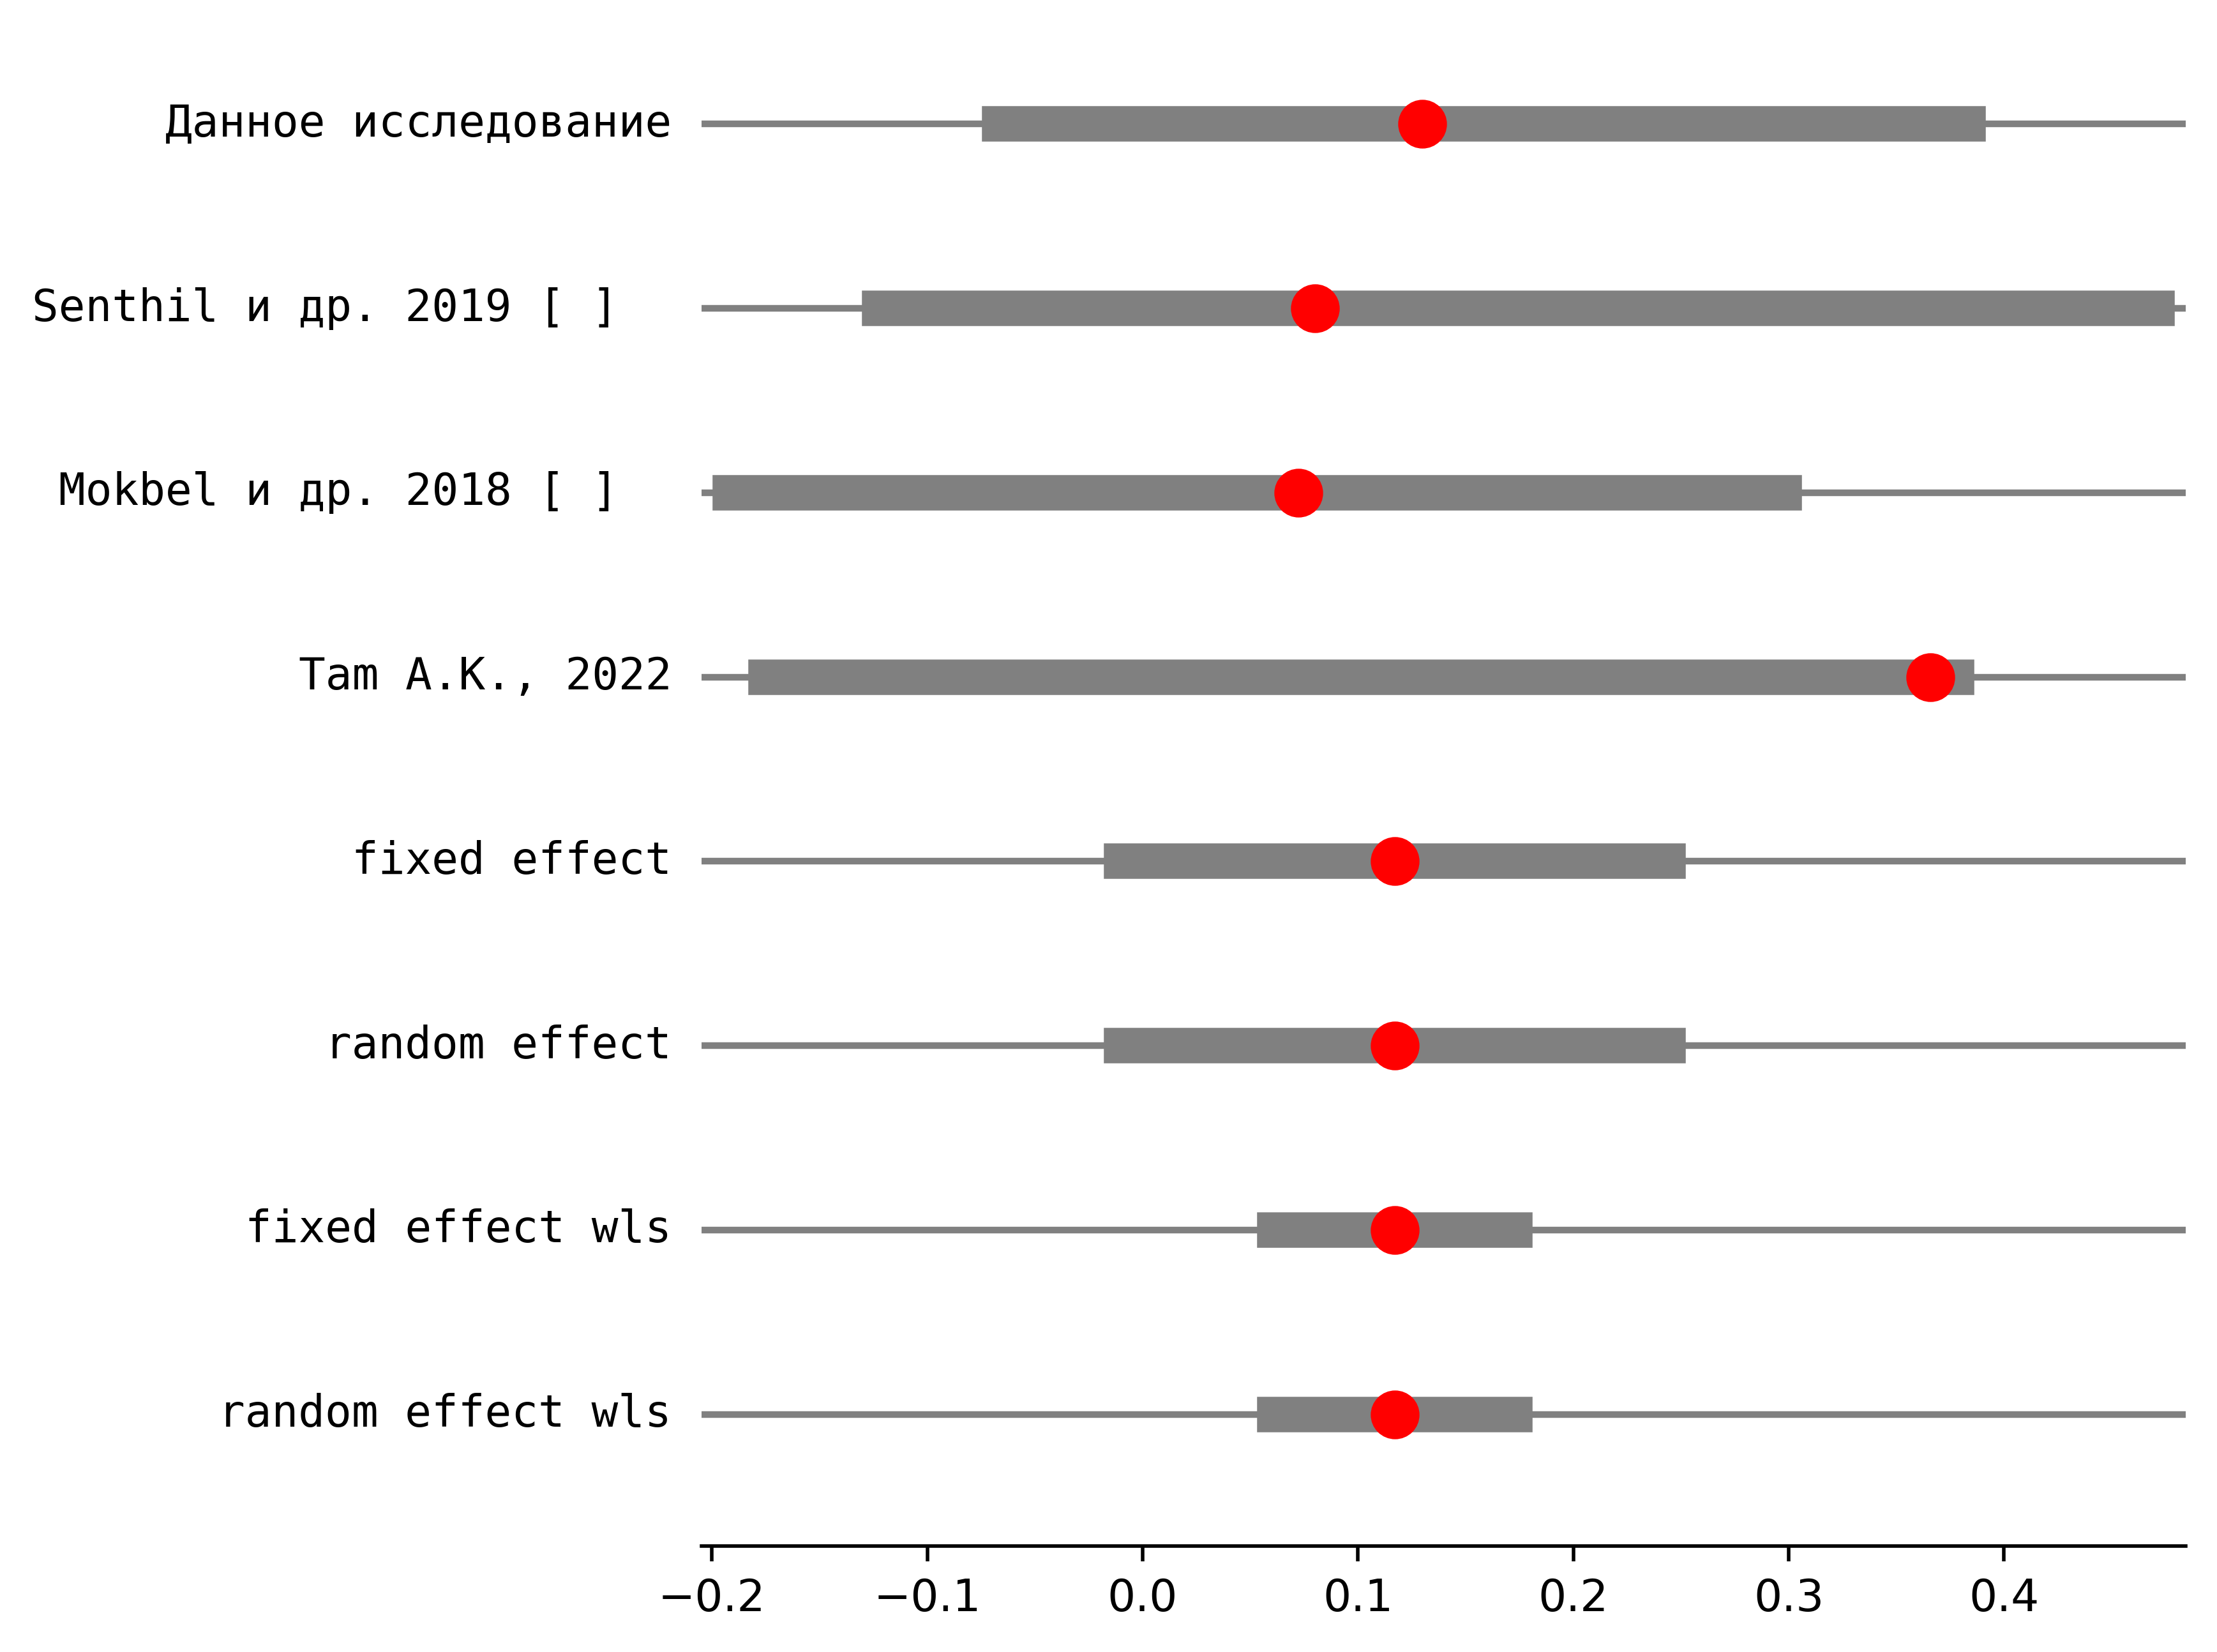 Данное исследование
Senthil и др. 2019 [ ]
Mokbel и др. 2018 [ ]
Tam A.K., 2022
fixed effect
random effect
fixed effect wls
random effect wls
−0.2 −0.1 0.0 0.1 0.2 0.3 0.4